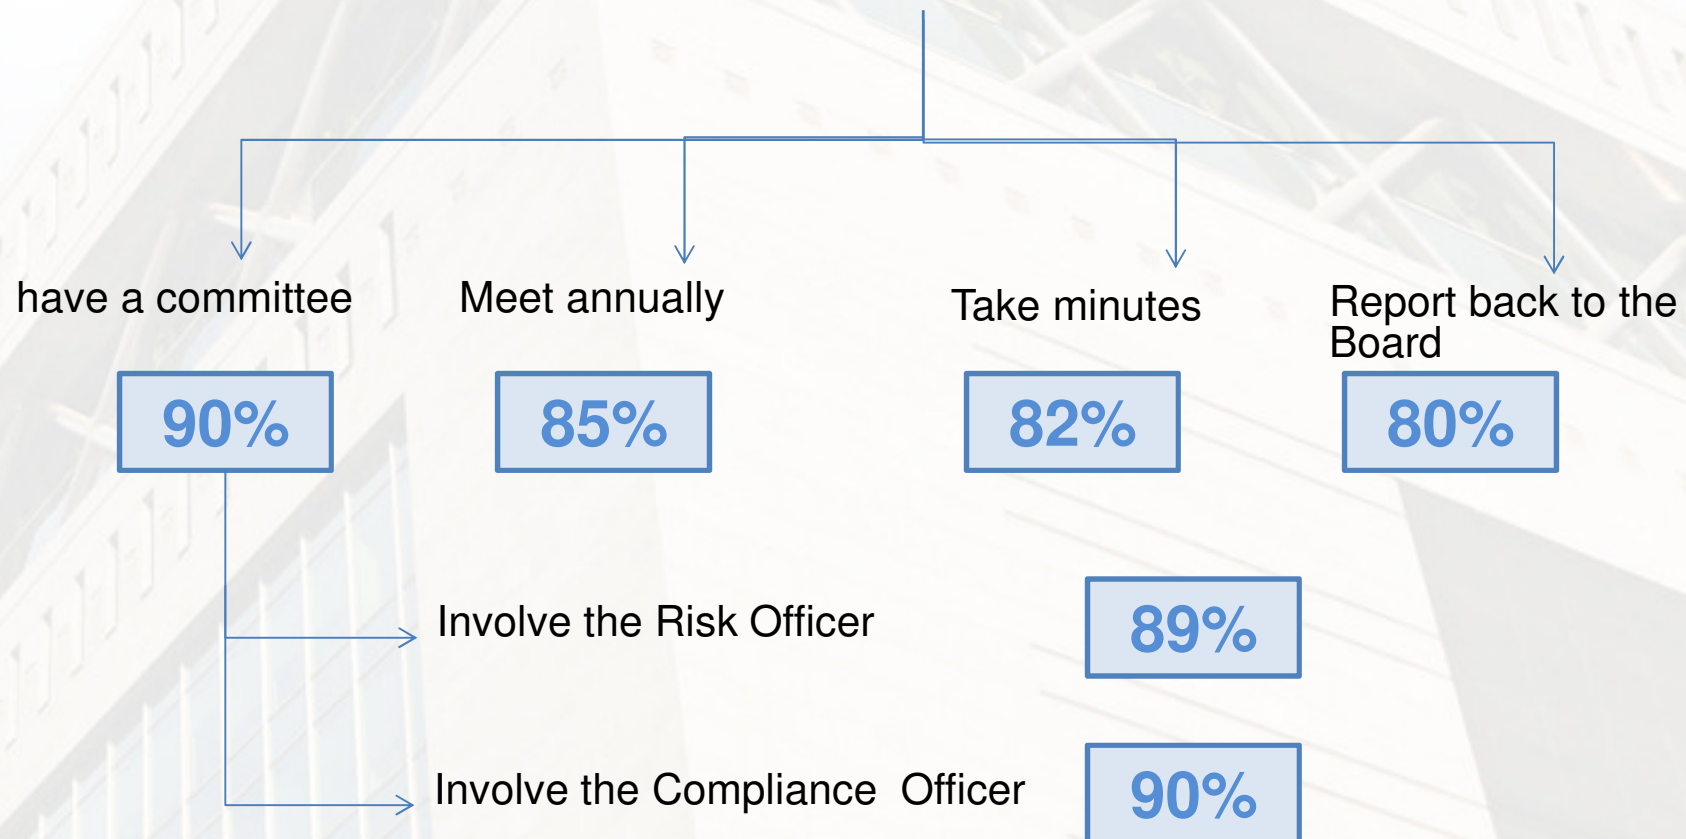 have a committee
Meet annually
Take minutes
Report back to the
Board
90%
85%
82%
80%
Involve the Risk Officer
89%
Involve the Compliance  Officer
90%